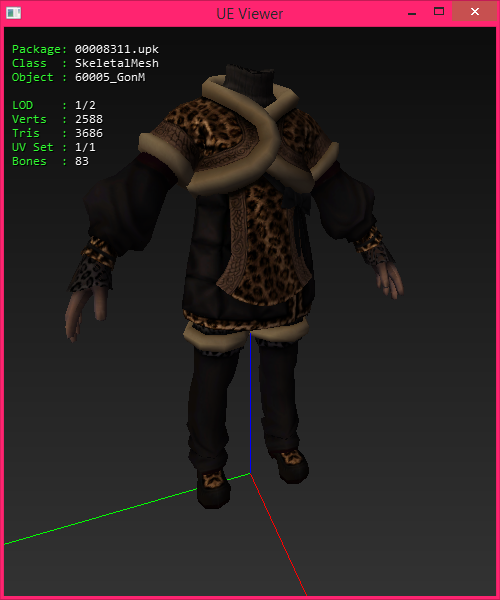 UE Viewer
Package: 00008311.upk
Class : SkeletalMesh
Object : 60005_GonM
LOD : 1/2
Verts : 2588
Tris : 3686
UV Set : 1/1
Bones : 83